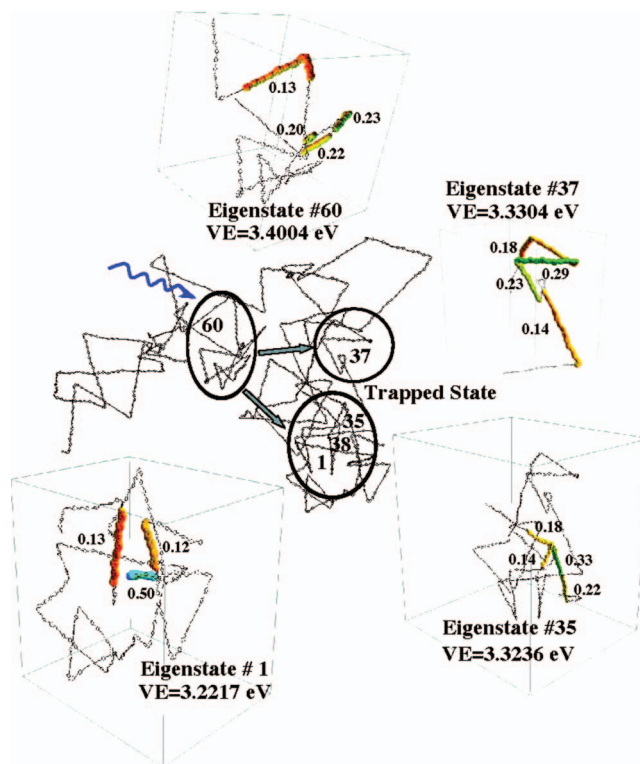 0.13
0.20
0.23
0.22
Eigenstate #60
VE=3.4004 eV
Eigenstate #37
VE=3.3304 eV
0.18
0.29
0.23
0.14
60
37
Trapped State
35
38
1
0.13
0.12
0.50
Eigenstate # 1
VE=3.2217 eV
0.18
0.14
0.33
0.22
Eigenstate #35
VE=3.3236 eV